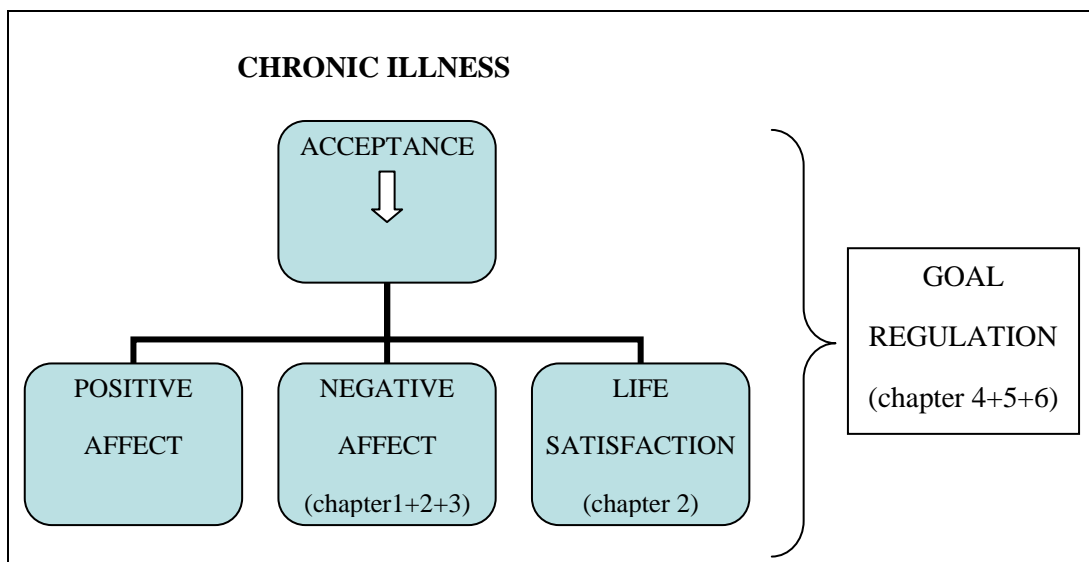 CHRONIC ILLNESS
ACCEPTANCE
POSITIVE
AFFECT
NEGATIVE
AFFECT
(chapter1+2+3)
LIFE
SATISFACTION
(chapter 2)
GOAL
REGULATION
(chapter 4+5+6)